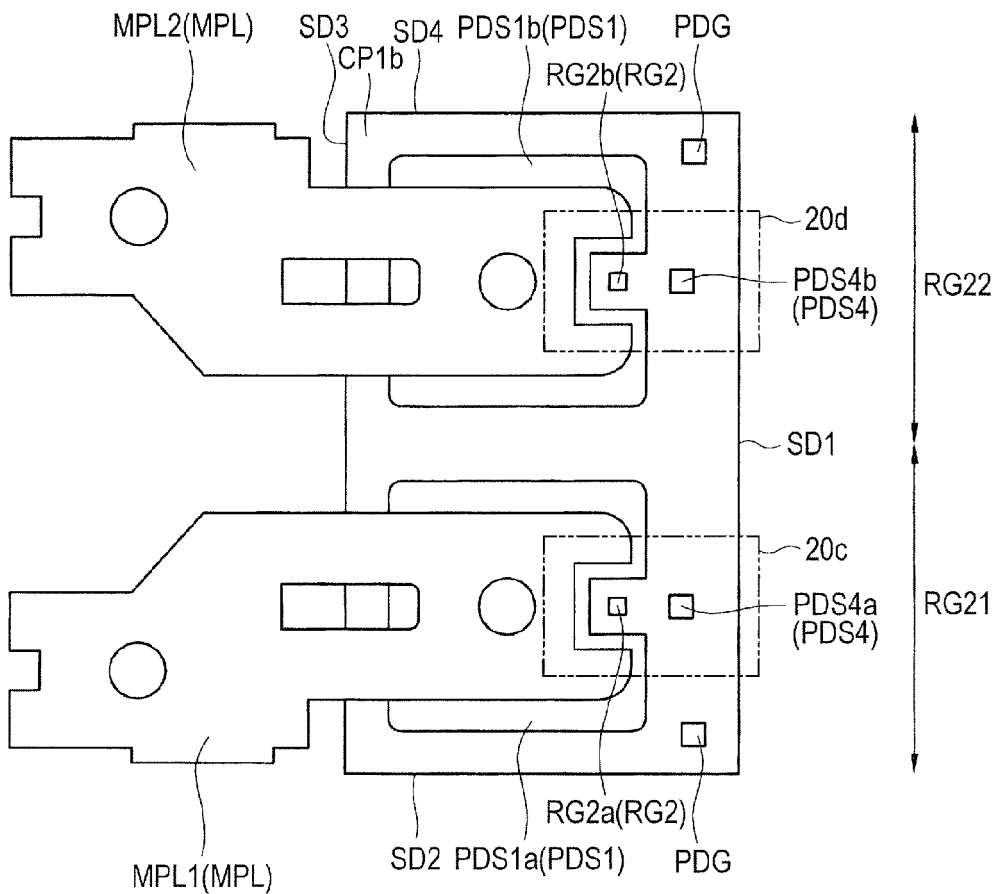 MPL2(MPL)
SD3
SD4
PDS1b(PDS1)
PDG
CP1b
RG2b(RG2)
20d
PDS4b
(PDS4)
RG22
SD1
20c
PDS4a
(PDS4)
RG21
RG2a(RG2)
SD2
PDS1a(PDS1)
PDG
MPL1(MPL)